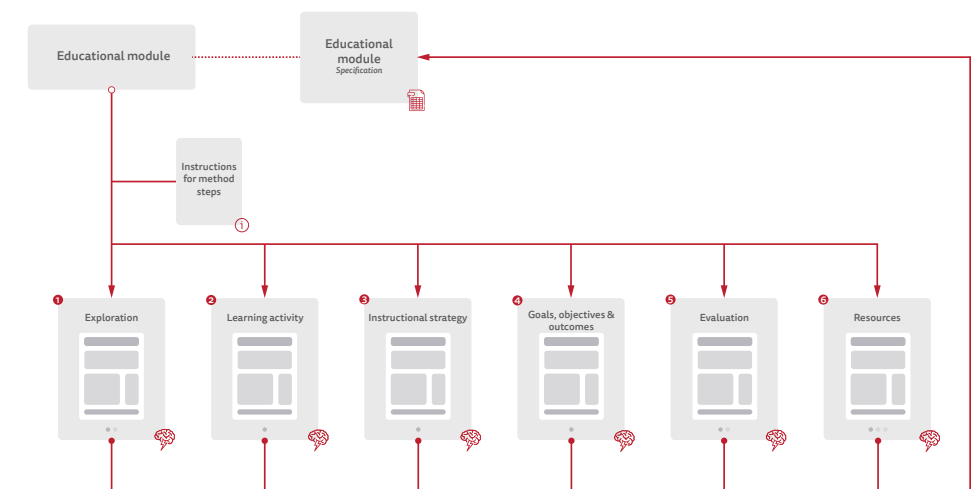 Educational module
Educational
module
Specification
Instructions
for method
steps
i
1
Exploration
2
Learning activity
3
Instructional strategy
4
Goals, objectives &
outcomes
5
Evaluation
6
Resources